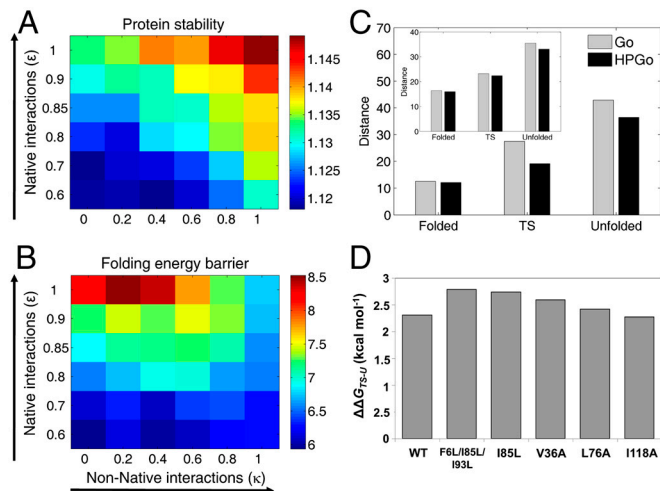 A
Protein stability
Native interactions (ε)
1
0.9
0.85
0.8
0.7
0.6
0 0.2 0.4 0.6 0.8 1
1.145
1.14
1.135
1.13
1.125
1.12
B
Folding energy barrier
Native interactions (ε)
1
0.9
0.85
0.8
0.7
0.6
0 0.2 0.4 0.6 0.8 1
Non-Native interactions (κ)
8.5
8
7.5
7
6.5
6
C
Distance
70
60
50
40
30
20
10
0
Folded TS Unfolded
Go
HPGo
Distance
40
30
20
10
0
Folded TS Unfolded
D
ΔΔG_TS-U (kcal mol⁻¹)
3
2.5
2
1.5
1
2.5
0
WT F6L/I85L/ I85L V36A L76A I118A
I93L